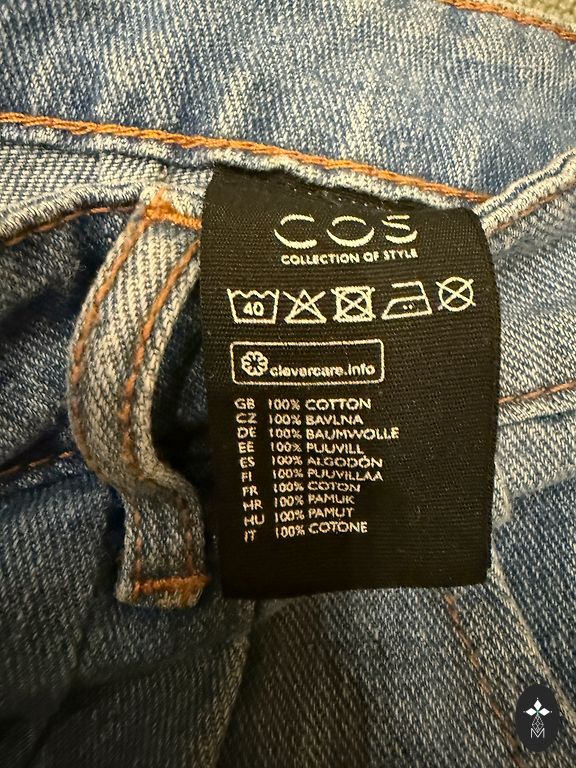 COS
COLLECTION OF STYLE
40
clevercare.info
GB 100% COTTON
CZ 100% BAVLNA
DE 100% BAUMWOLLE
EE 100% PUUVILL
ES 100% ALGODÓN
FI 100% PUUVILLAA
FR 100% COTON
HR 100% PAMUK
HU 100% PAMUT
IT 100% COTONE
M